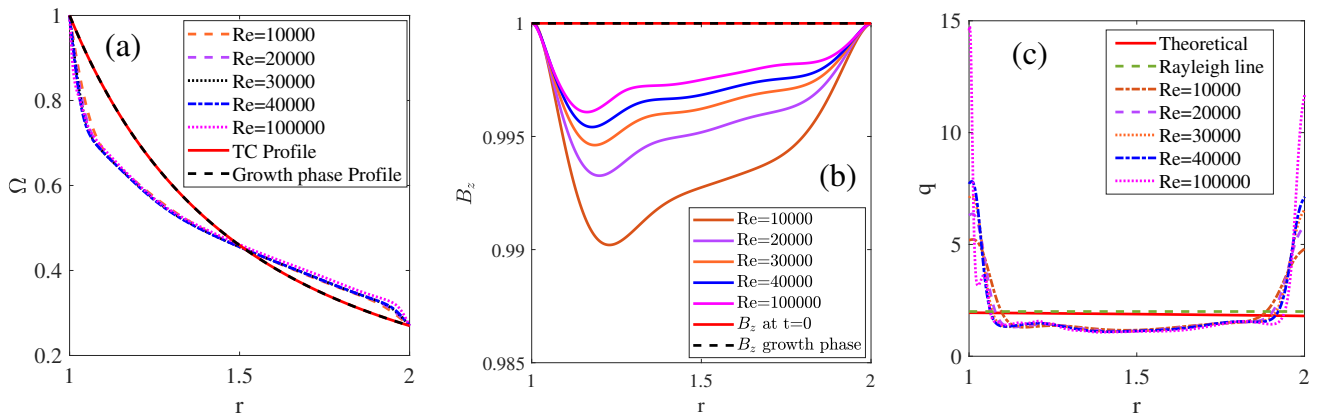 (a)
Re=10000
Re=20000
Re=30000
Re=40000
Re=100000
TC Profile
Growth phase Profile
1
0.8
0.6
0.4
0.2
Ω
1
1.5
2
r
(b)
Re=10000
Re=20000
Re=30000
Re=40000
Re=100000
B_z at t=0
B_z growth phase
1
0.995
0.99
0.985
B_z
1
1.5
2
r
(c)
Theoretical
Rayleigh line
Re=10000
Re=20000
Re=30000
Re=40000
Re=100000
15
10
5
0
q
1
1.5
2
r